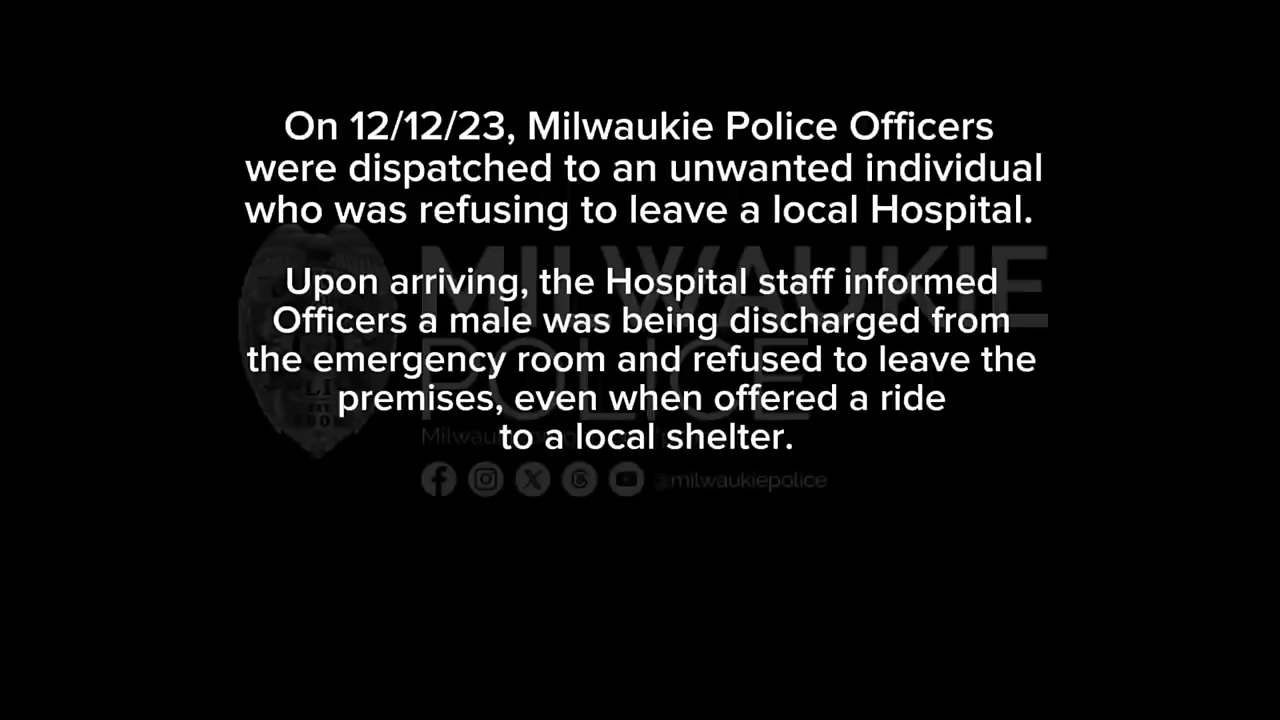 On 12/12/23, Milwaukie Police Officers
were dispatched to an unwanted individual
who was refusing to leave a local Hospital.
Upon arriving, the Hospital staff informed
Officers a male was being discharged from
the emergency room and refused to leave the
premises, even when offered a ride
to a local shelter.
MILWAUKIE
POLICE
@milwaukiepolice